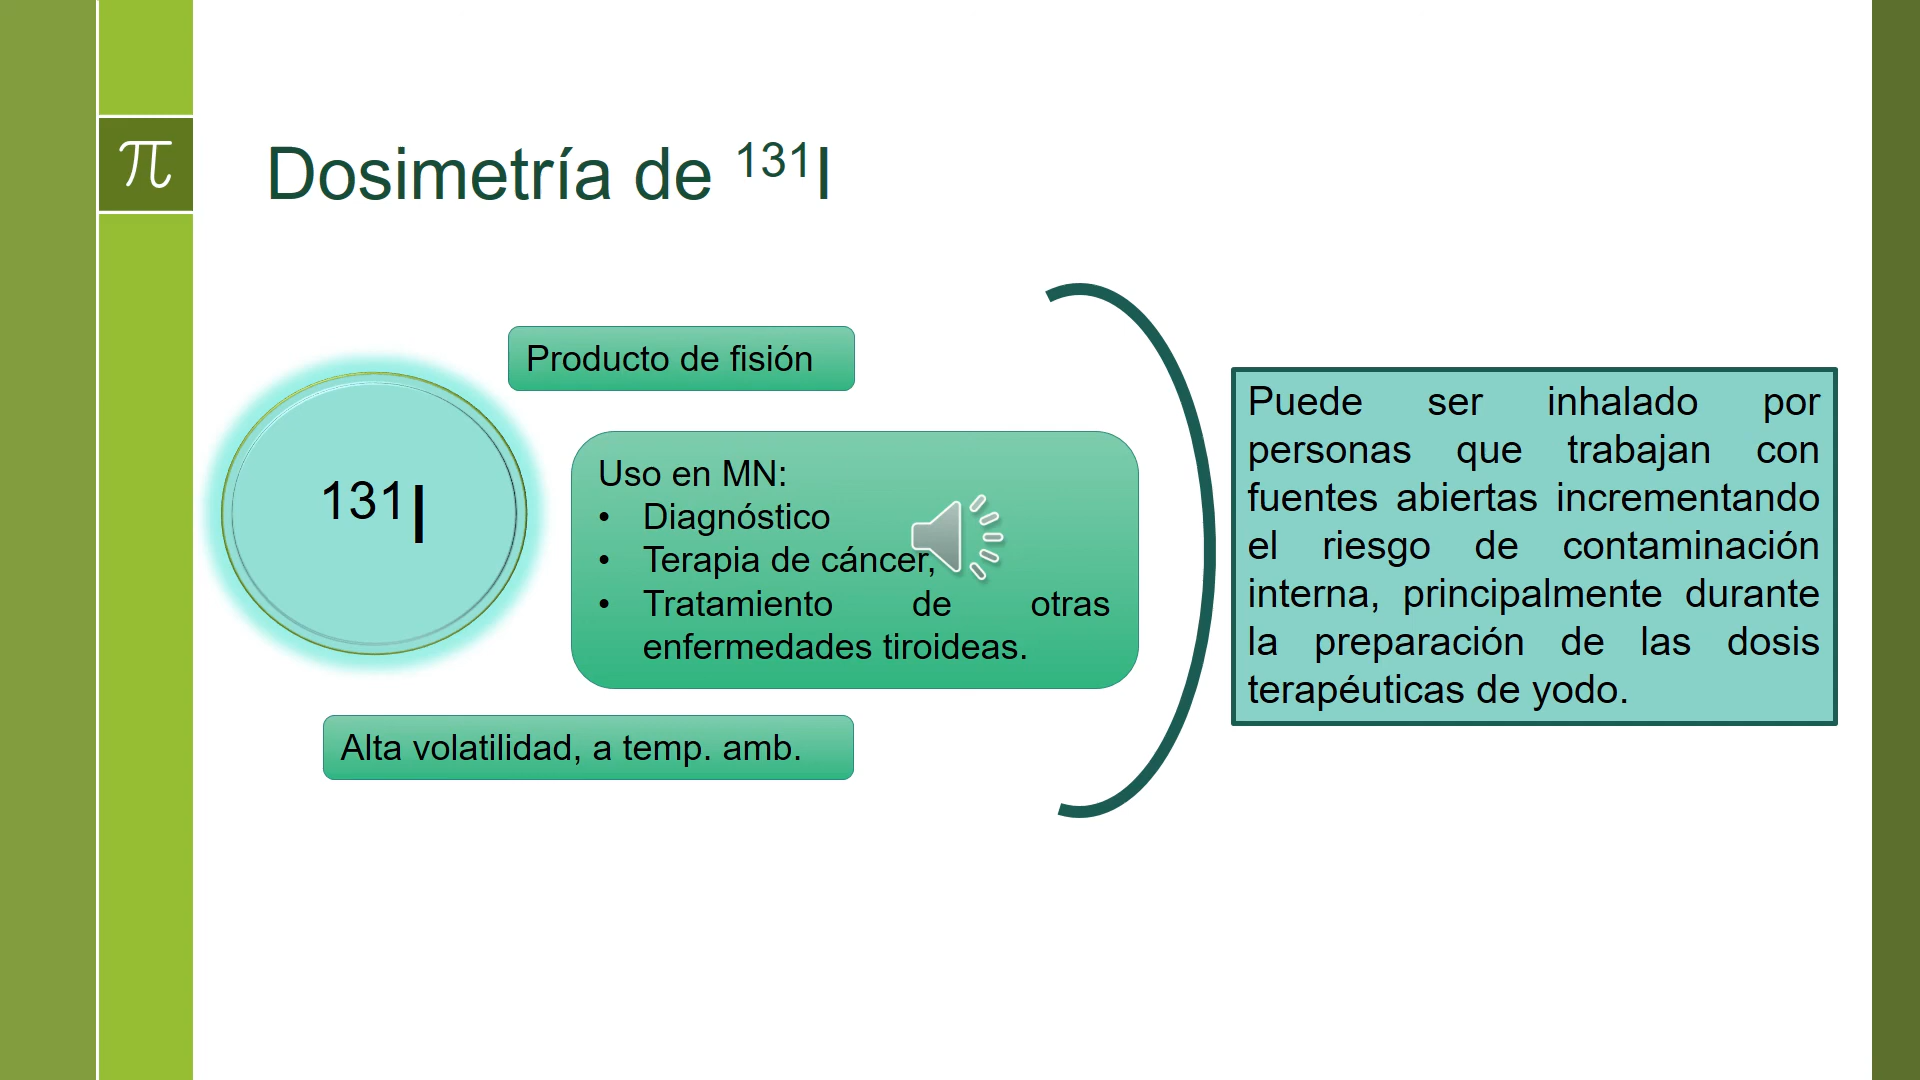 π
Dosimetría de ¹³¹I
¹³¹I
Producto de fisión
Uso en MN:
• Diagnóstico
• Terapia de cáncer,
• Tratamiento de otras
enfermedades tiroideas.
Alta volatilidad, a temp. amb.
Puede ser inhalado por
personas que trabajan con
fuentes abiertas incrementando
el riesgo de contaminación
interna, principalmente durante
la preparación de las dosis
terapéuticas de yodo.